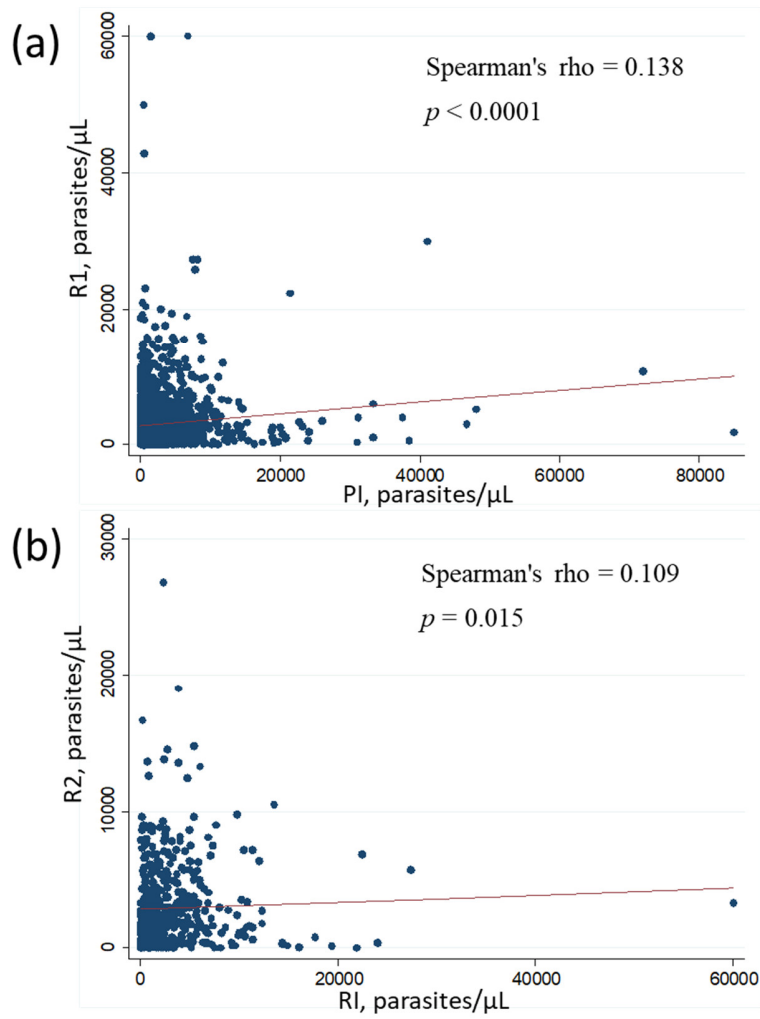 (a)
Spearman's rho = 0.138
p < 0.0001
R1, parasites/µL
60000
40000
20000
0
0 20000 40000 60000 80000
PI, parasites/µL
(b)
Spearman's rho = 0.109
p = 0.015
R2, parasites/µL
30000
20000
10000
0
0 20000 40000 60000
RI, parasites/µL